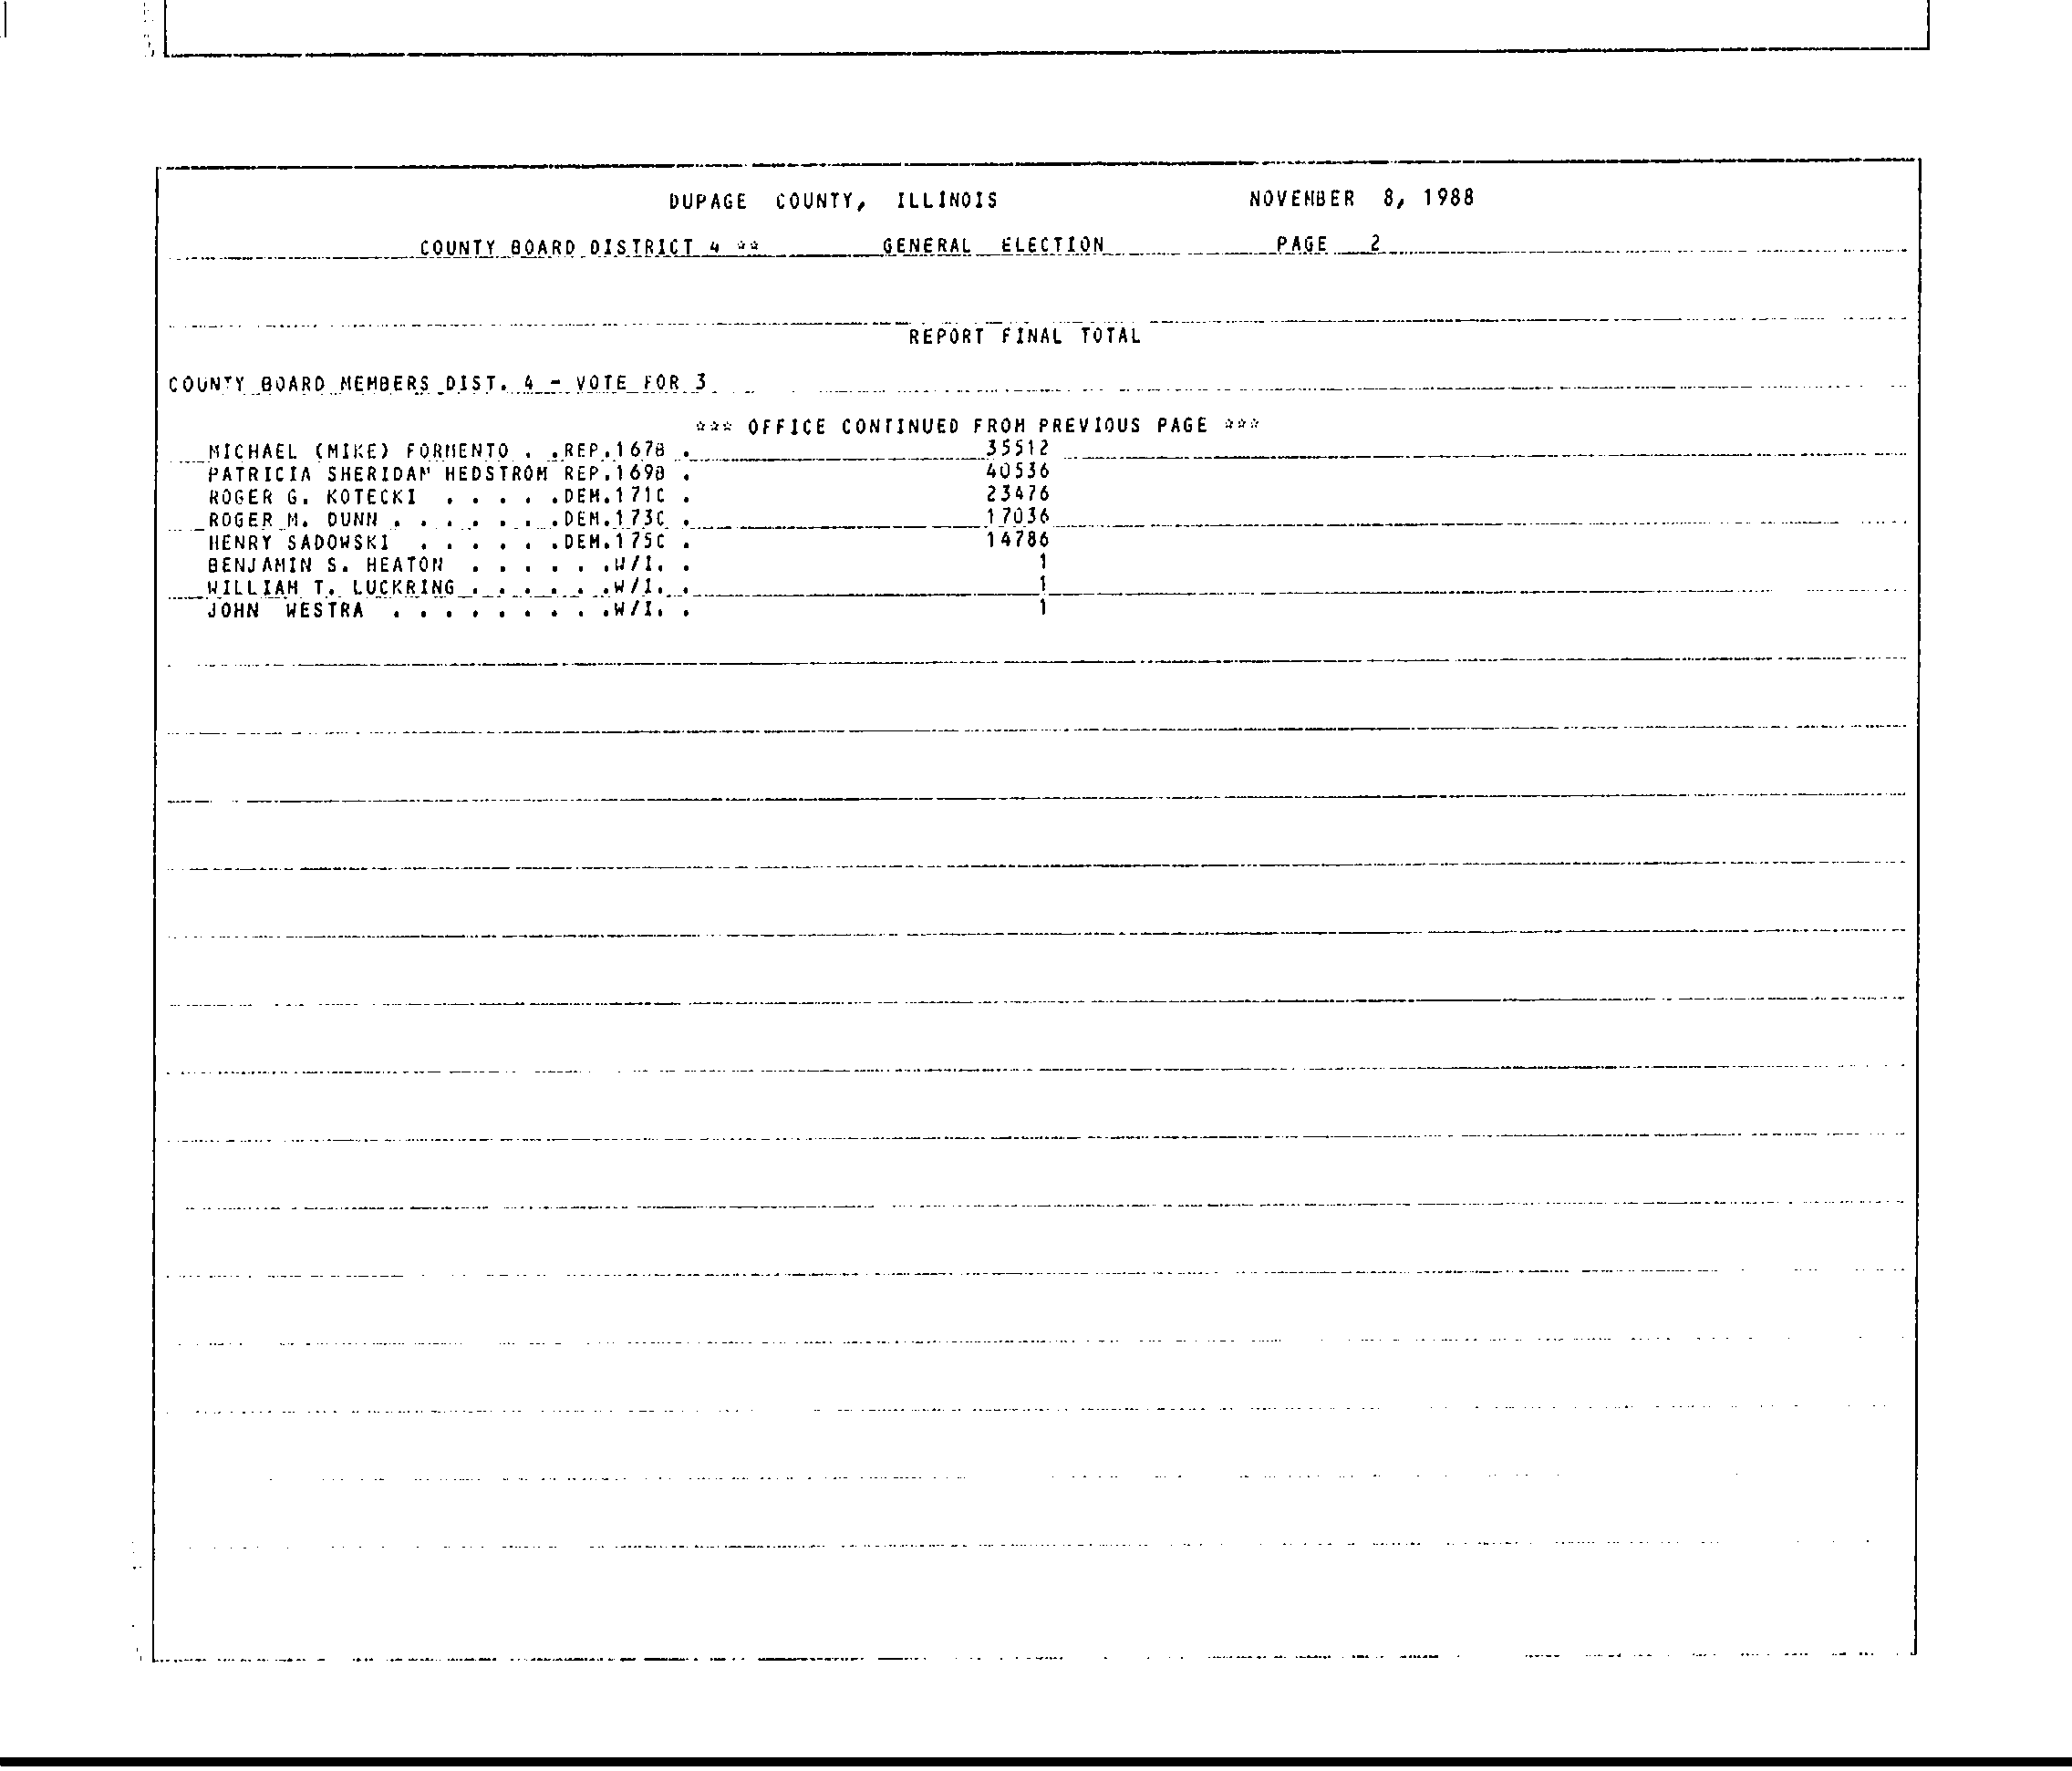 DUPAGE COUNTY, ILLINOIS NOVEMBER 8, 1988
COUNTY BOARD DISTRICT 4 ** GENERAL ELECTION PAGE 2
REPORT FINAL TOTAL
COUNTY BOARD MEMBERS DIST. 4 - VOTE FOR 3
*** OFFICE CONTINUED FROM PREVIOUS PAGE ***
MICHAEL (MIKE) FORMENTO . .REP.167B . 35512
PATRICIA SHERIDAN HEDSTROM REP.169B . 40536
ROGER G. KOTECKI . . . . .DEM.171C . 23476
ROGER M. DUNN . . . . . . .DEM.173C . 17036
HENRY SADOWSKI . . . . . .DEM.175C . 14786
BENJAMIN S. HEATON . . . . . .W/I. . 1
WILLIAM T. LUCKRING . . . . . .W/I. . 1
JOHN WESTRA . . . . . . . . .W/I. . 1